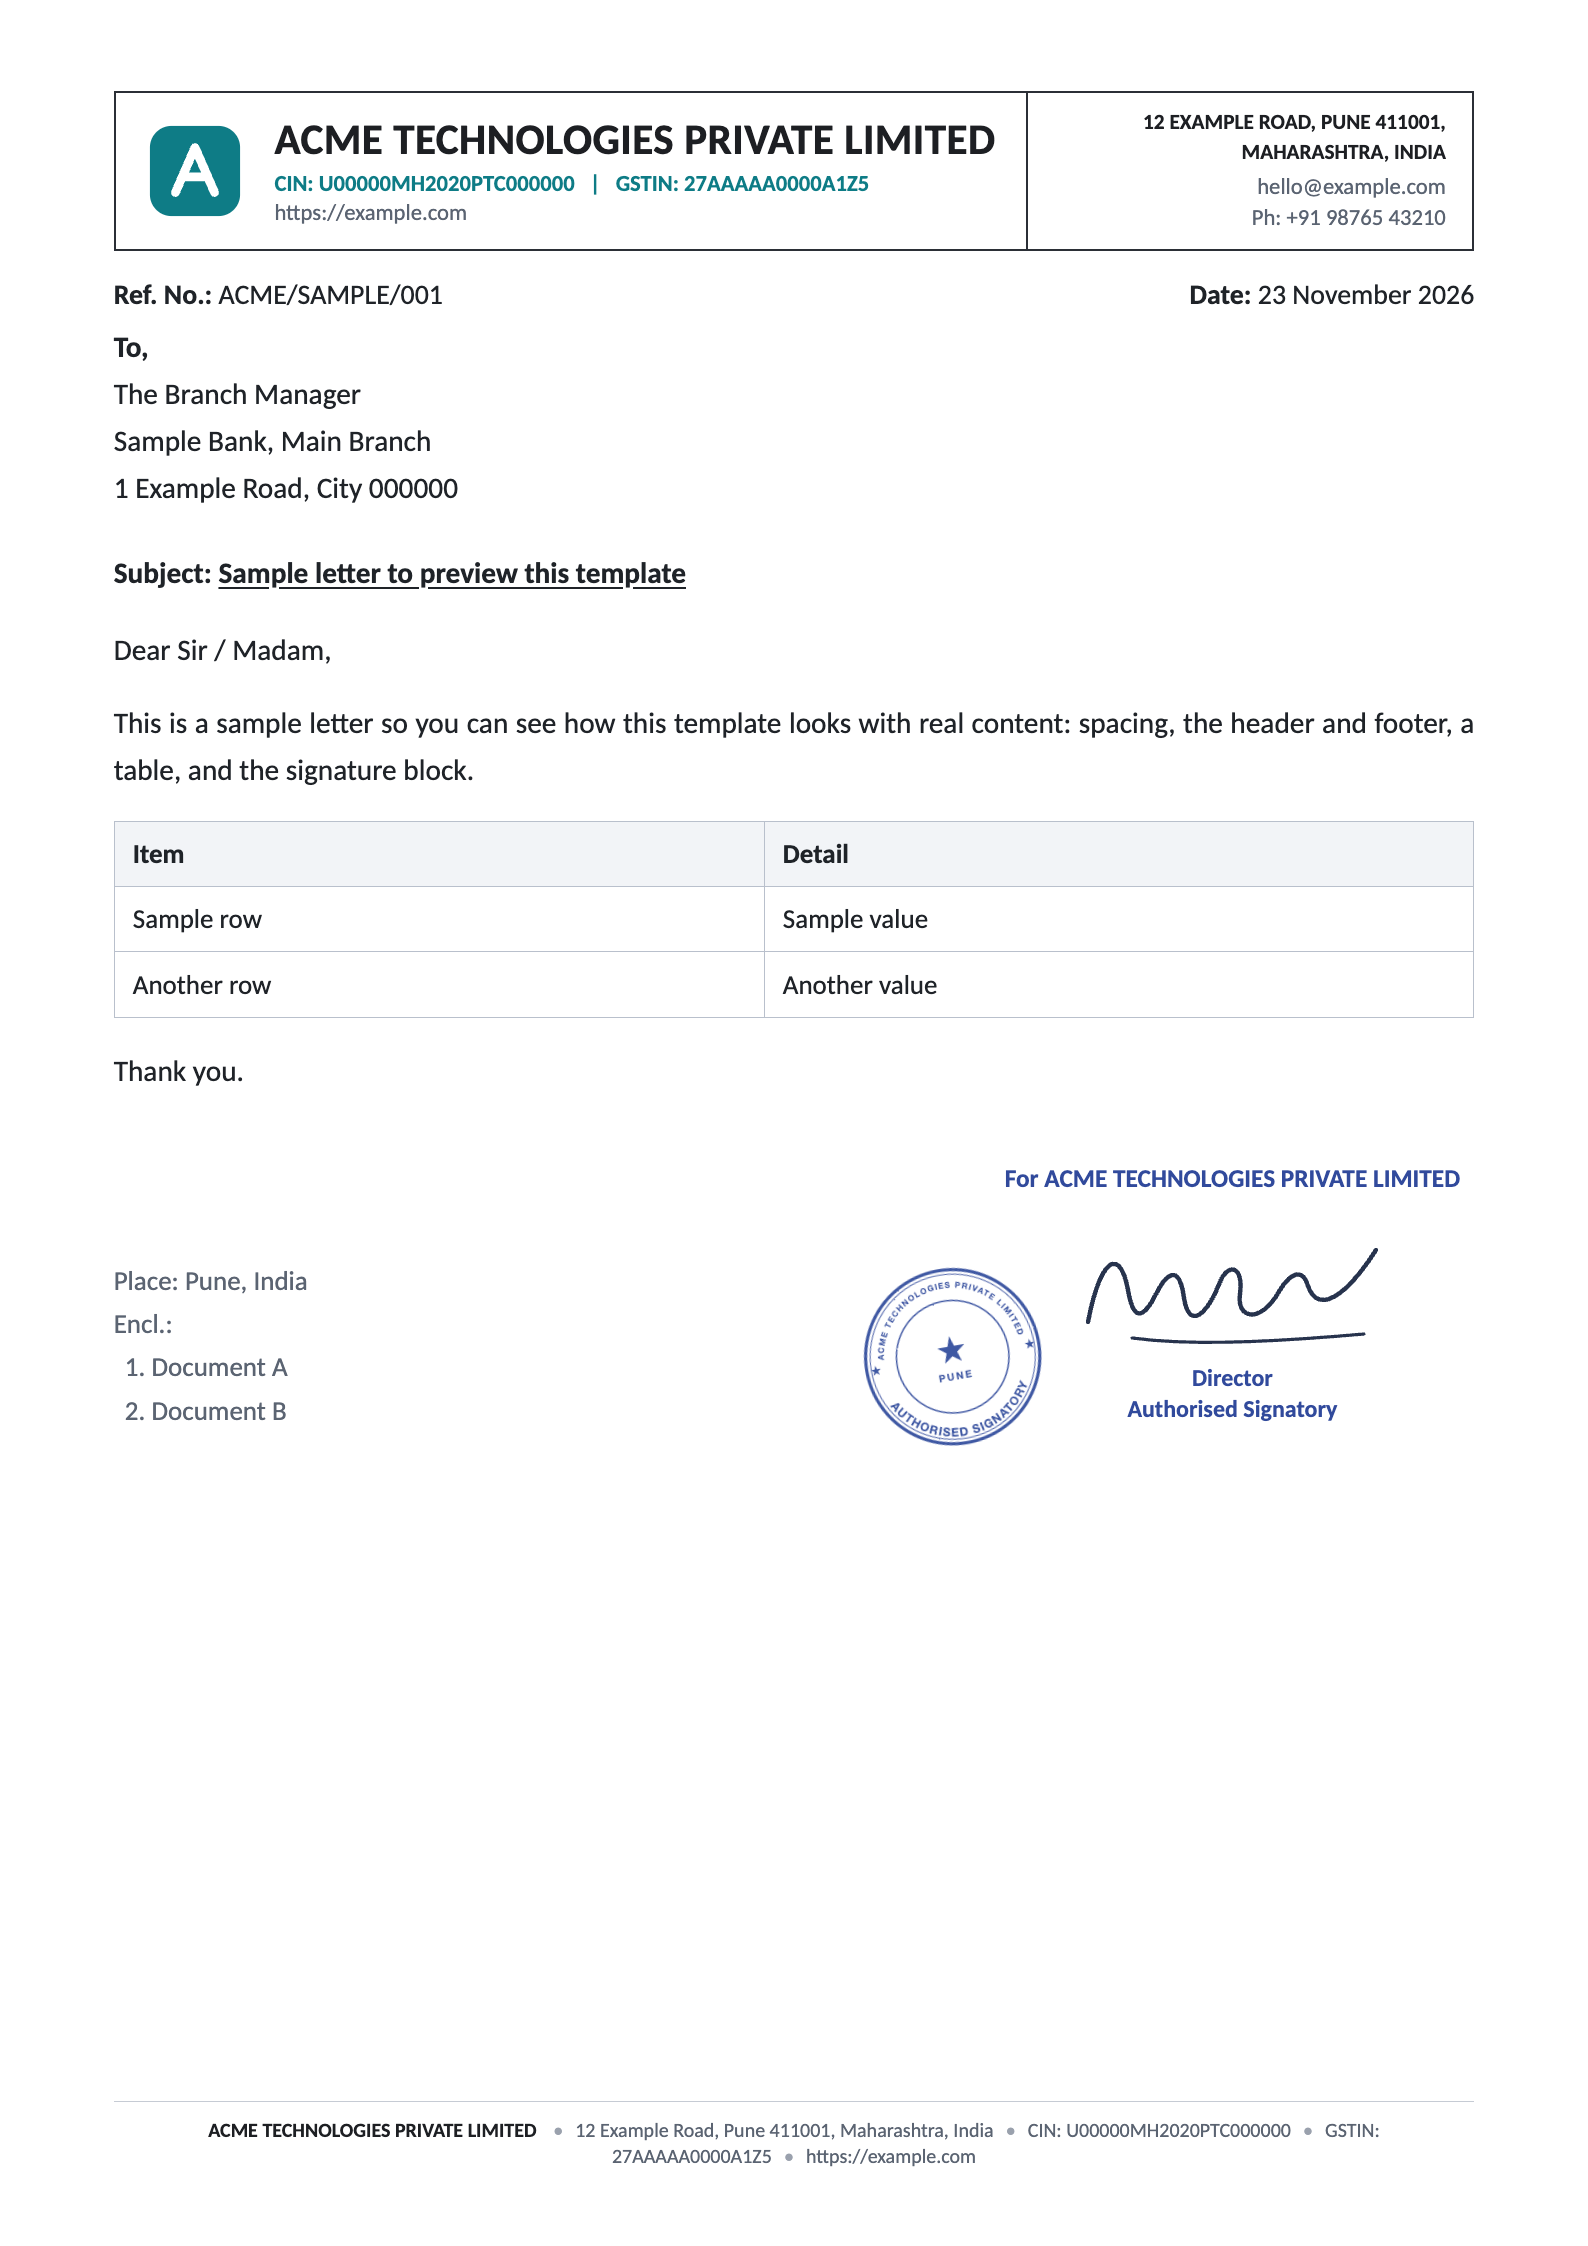 A
ACME TECHNOLOGIES PRIVATE LIMITED
CIN: U00000MH2020PTC000000 | GSTIN: 27AAAAA0000A1Z5
https://example.com
12 EXAMPLE ROAD, PUNE 411001,
MAHARASHTRA, INDIA
hello@example.com
Ph: +91 98765 43210
Ref. No.: ACME/SAMPLE/001
Date: 23 November 2026
To,
The Branch Manager
Sample Bank, Main Branch
1 Example Road, City 000000
Subject: Sample letter to preview this template
Dear Sir / Madam,
This is a sample letter so you can see how this template looks with real content: spacing, the header and footer, a
table, and the signature block.
Item Detail
Sample row Sample value
Another row Another value
Thank you.
For ACME TECHNOLOGIES PRIVATE LIMITED
Place: Pune, India
Encl.:
1. Document A
2. Document B
ACME TECHNOLOGIES PRIVATE LIMITED
★ PUNE ★
AUTHORISED SIGNATORY
Director
Authorised Signatory
ACME TECHNOLOGIES PRIVATE LIMITED • 12 Example Road, Pune 411001, Maharashtra, India • CIN: U00000MH2020PTC000000 • GSTIN:
27AAAAA0000A1Z5 • https://example.com